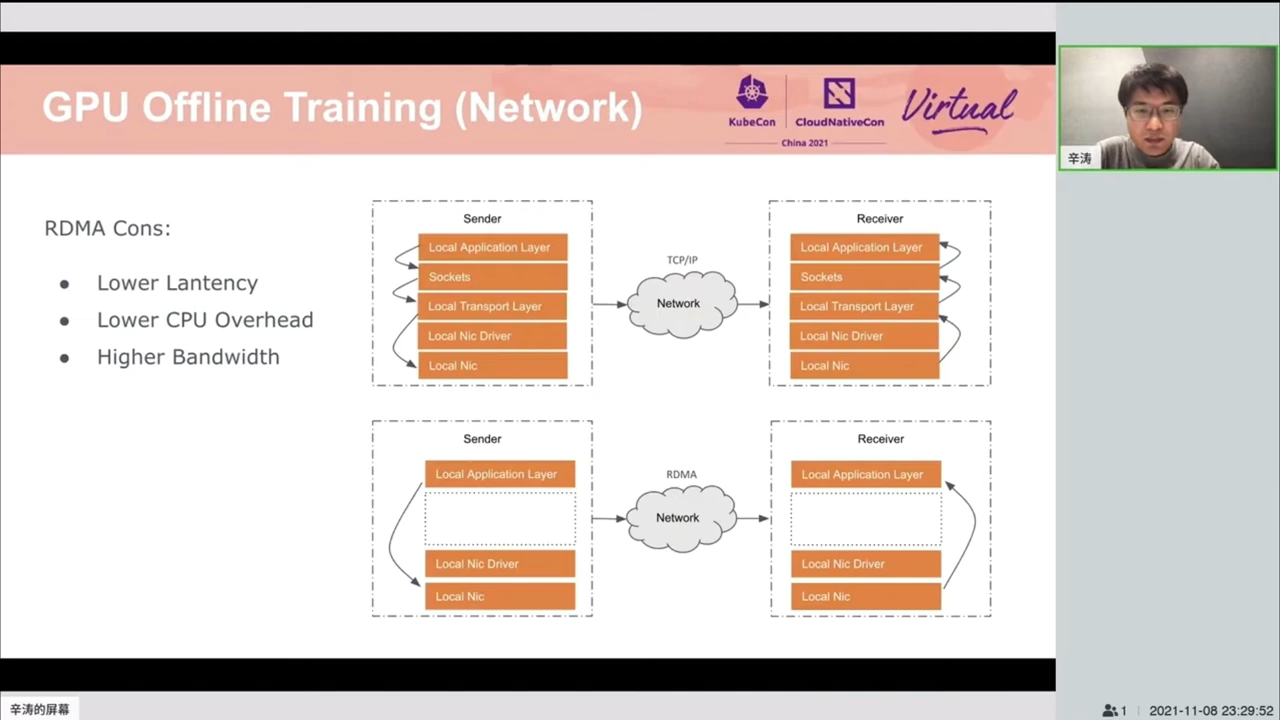 GPU Offline Training (Network)
KubeCon
CloudNativeCon
China 2021
Virtual
辛涛
RDMA Cons:
Lower Lantency
Lower CPU Overhead
Higher Bandwidth
Sender
Local Application Layer
Sockets
Local Transport Layer
Local Nic Driver
Local Nic
TCP/IP
Network
Receiver
Local Application Layer
Sockets
Local Transport Layer
Local Nic Driver
Local Nic
Sender
Local Application Layer
Local Nic Driver
Local Nic
RDMA
Network
Receiver
Local Application Layer
Local Nic Driver
Local Nic
辛涛的屏幕
1
2021-11-08 23:29:52